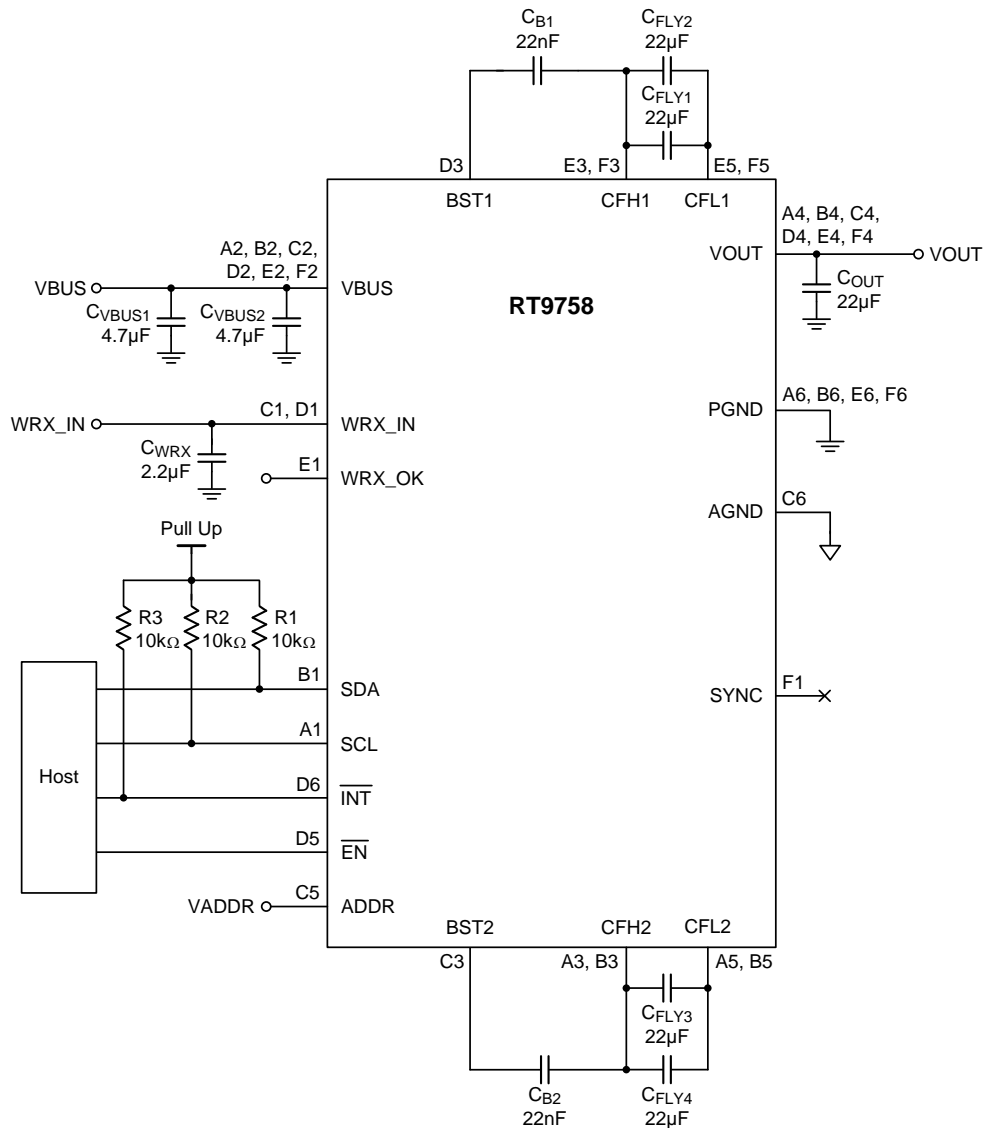 CB1
22nF
CFLY2
22µF
CFLY1
22µF
D3
E3, F3
E5, F5
BST1
CFH1
CFL1
A2, B2, C2,
D2, E2, F2
VBUS
VBUS
CVBUS1
4.7µF
CVBUS2
4.7µF
RT9758
A4, B4, C4,
D4, E4, F4
VOUT
VOUT
COUT
22µF
A6, B6, E6, F6
PGND
C1, D1
WRX_IN
WRX_IN
CWRX
2.2µF
E1
WRX_OK
C6
AGND
Pull Up
R3
10kΩ
R2
10kΩ
R1
10kΩ
B1
SDA
F1
SYNC
A1
SCL
Host
D6
INT
D5
EN
C5
VADDR
ADDR
BST2
CFH2
CFL2
C3
A3, B3
A5, B5
CFLY3
22µF
CB2
22nF
CFLY4
22µF